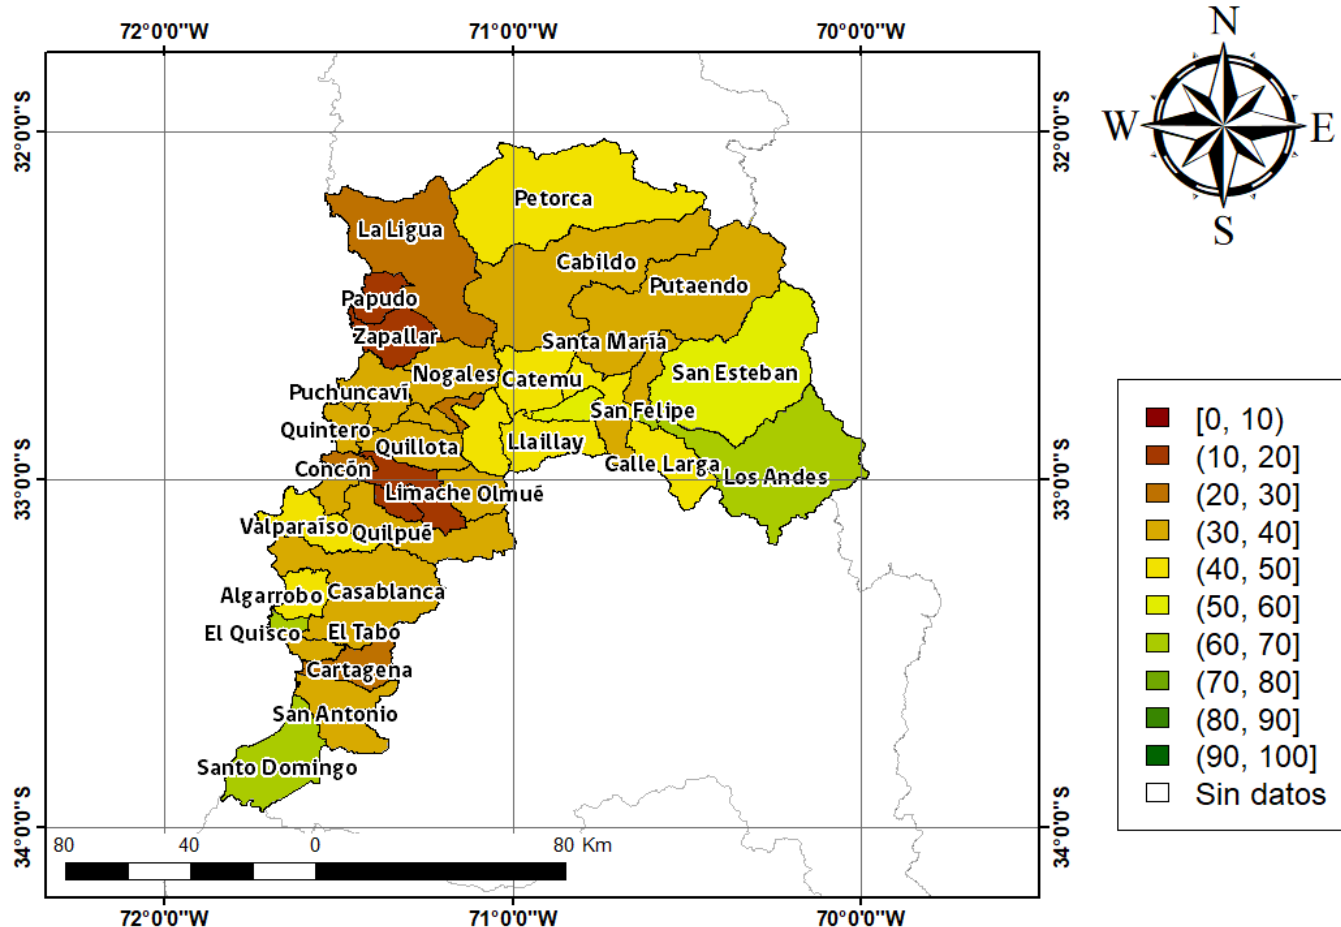 72°0'0"W 71°0'0"W 70°0'0"W
N
W E
S
32°0'0"S 32°0'0"S
Petorca
La Ligua
Cabildo
Putaendo
Papudo
Zapallar Santa María
Nogales Catemu San Esteban
Puchuncaví
San Felipe
Quintero
Quillota Llaillay
Concón Calle Larga Los Andes
33°0'0"S 33°0'0"S
Limache Olmué
Valparaíso Quilpué
Algarrobo Casablanca
El Quisco El Tabo
Cartagena
San Antonio
Santo Domingo
34°0'0"S 34°0'0"S
80 40 0 80 Km
72°0'0"W 71°0'0"W 70°0'0"W
[0, 10)
(10, 20]
(20, 30]
(30, 40]
(40, 50]
(50, 60]
(60, 70]
(70, 80]
(80, 90]
(90, 100]
Sin datos